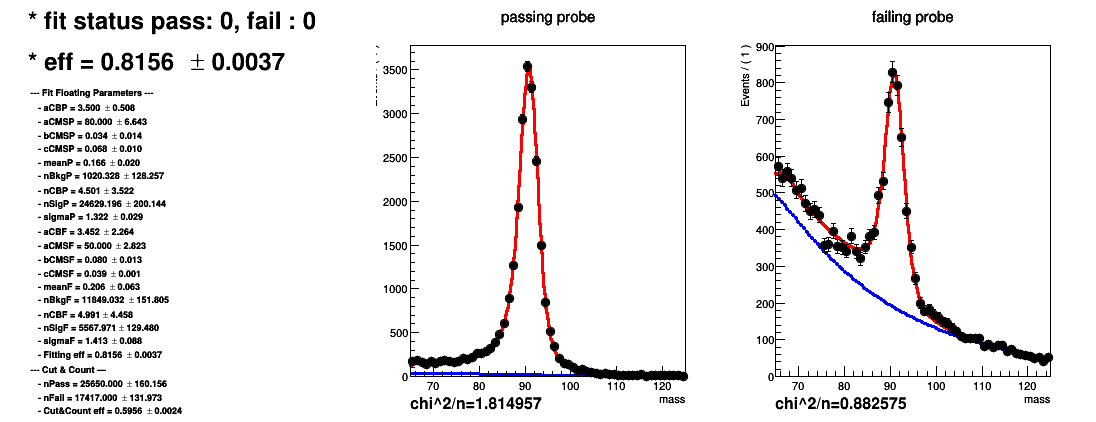 * fit status pass: 0, fail : 0
* eff = 0.8156 ± 0.0037
--- Fit Floating Parameters ---
- aCBP = 3.500 ± 0.508
- aCMSP = 80.000 ± 6.643
- bCMSP = 0.034 ± 0.014
- cCMSP = 0.068 ± 0.010
- meanP = 0.166 ± 0.020
- nBkgP = 1020.328 ± 128.257
- nCBP = 4.501 ± 3.522
- nSigP = 24629.196 ± 200.144
- sigmaP = 1.322 ± 0.029
- aCBF = 3.452 ± 2.264
- aCMSF = 50.000 ± 2.823
- bCMSF = 0.080 ± 0.013
- cCMSF = 0.039 ± 0.001
- meanF = 0.206 ± 0.063
- nBkgF = 11849.032 ± 151.805
- nCBF = 4.991 ± 4.458
- nSigF = 5567.971 ± 129.480
- sigmaF = 1.413 ± 0.088
- Fitting eff = 0.8156 ± 0.0037
--- Cut & Count ---
- nPass = 25650.000 ± 160.156
- nFail = 17417.000 ± 131.973
- Cut&Count eff = 0.5956 ± 0.0024
passing probe
3500
3000
2500
2000
1500
1000
500
0
70 80 90 100 110 120
mass
chi^2/n=1.814957
failing probe
Events / ( 1 )
900
800
700
600
500
400
300
200
100
0
70 80 90 100 110 120
mass
chi^2/n=0.882575